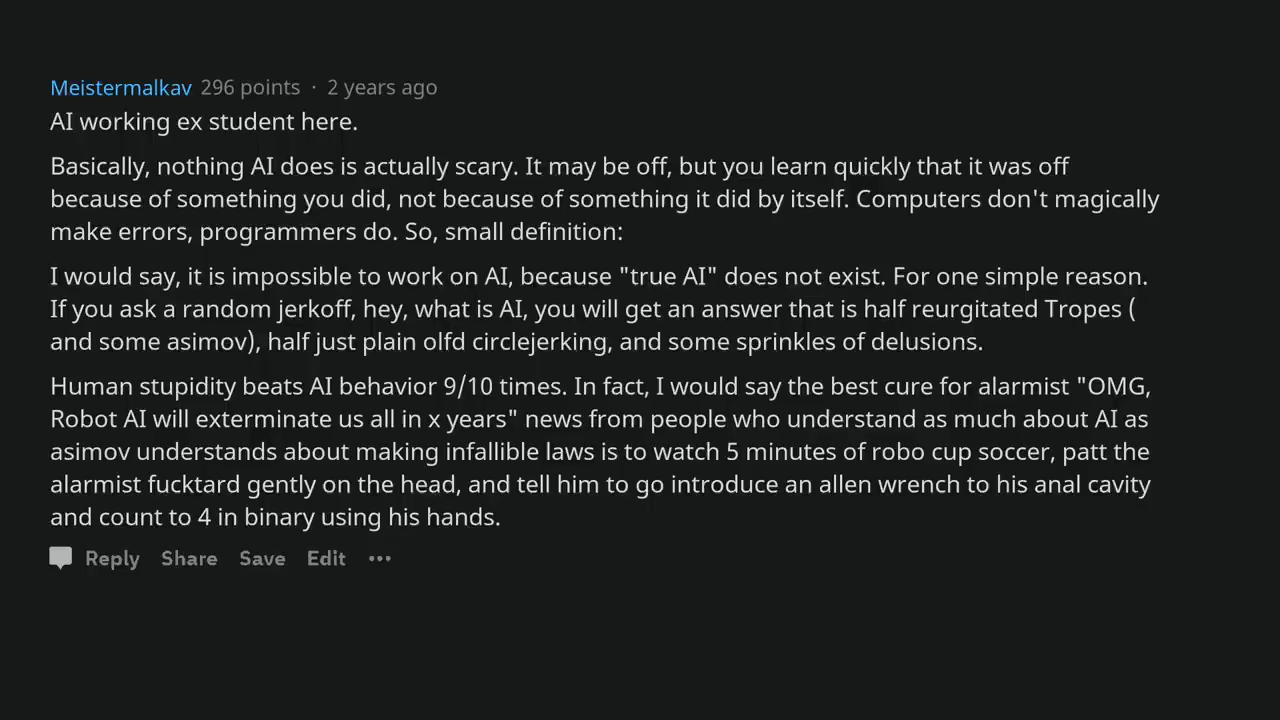 Meistermalkav 296 points · 2 years ago
AI working ex student here.
Basically, nothing AI does is actually scary. It may be off, but you learn quickly that it was off
because of something you did, not because of something it did by itself. Computers don't magically
make errors, programmers do. So, small definition:
I would say, it is impossible to work on AI, because "true AI" does not exist. For one simple reason.
If you ask a random jerkoff, hey, what is AI, you will get an answer that is half reurgitated Tropes (
and some asimov), half just plain olfd circlejerking, and some sprinkles of delusions.
Human stupidity beats AI behavior 9/10 times. In fact, I would say the best cure for alarmist "OMG,
Robot AI will exterminate us all in x years" news from people who understand as much about AI as
asimov understands about making infallible laws is to watch 5 minutes of robo cup soccer, patt the
alarmist fucktard gently on the head, and tell him to go introduce an allen wrench to his anal cavity
and count to 4 in binary using his hands.
Reply Share Save Edit •••